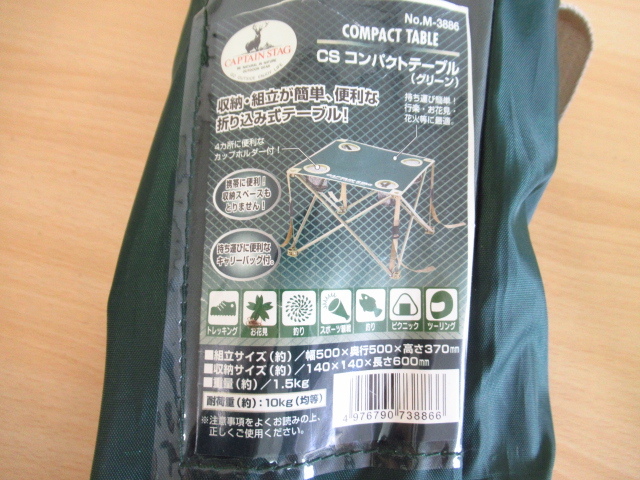 No.M-3886
COMPACT TABLE
CS コンパクトテーブル
(グリーン)
CAPTAIN STAG
収納・組立が簡単、便利な
折り込み式テーブル!
持ち運び簡単!
行楽・お花見・
花火等に最適。
4カ所に便利な
カップホルダー付!
携帯に便利!
収納スペースも
とりません!
持ち運びに便利な
キャリーバッグ付。
トレッキング
お花見
釣り
スポーツ観戦
釣り
ピクニック
ツーリング
■組立サイズ(約)/幅500×奥行500×高さ370mm
■収納サイズ(約)/140×140×長さ600mm
■重量(約)/1.5kg
耐荷重(約):10kg(均等)
※注意事項をよくお読みの上、
正しくご使用ください。
4 976790 738866